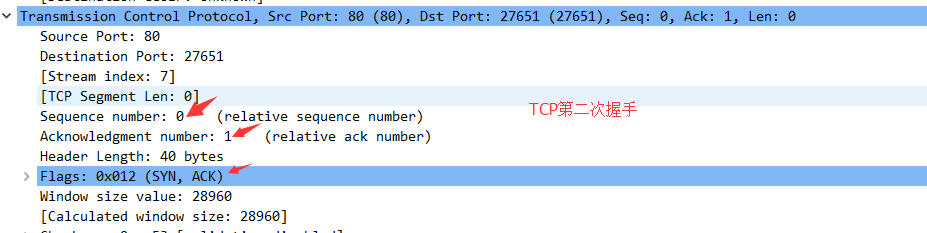 Transmission Control Protocol, Src Port: 80 (80), Dst Port: 27651 (27651), Seq: 0, Ack: 1, Len: 0
Source Port: 80
Destination Port: 27651
[Stream index: 7]
[TCP Segment Len: 0]
Sequence number: 0 (relative sequence number)
TCP第二次握手
Acknowledgment number: 1 (relative ack number)
Header Length: 40 bytes
Flags: 0x012 (SYN, ACK)
Window size value: 28960
[Calculated window size: 28960]